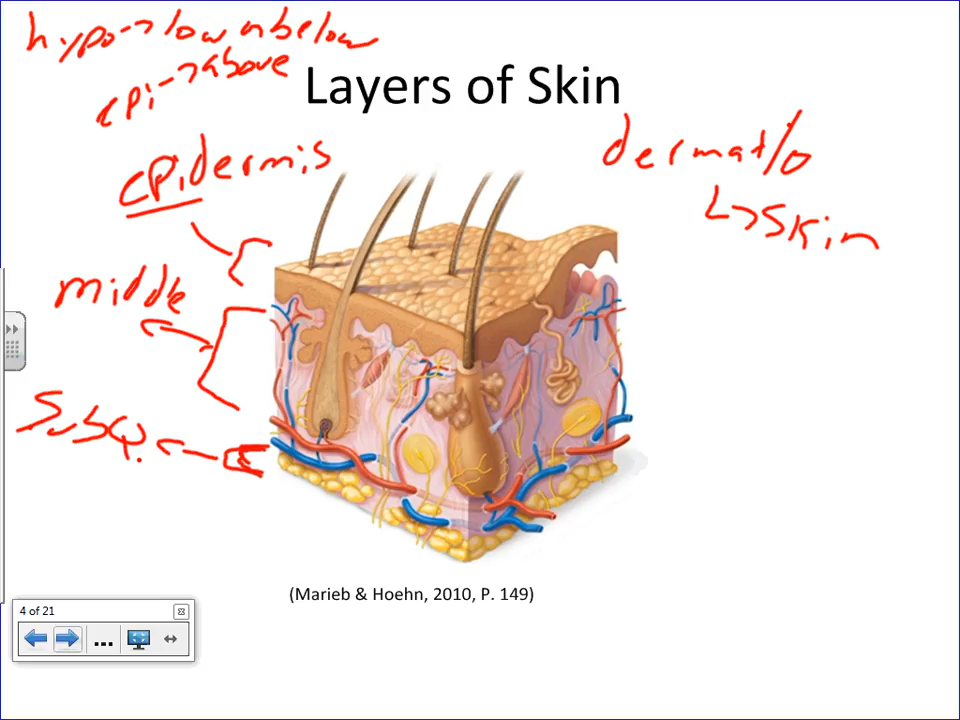 hypo → low or below
epi → above
Layers of Skin
dermat/o
↳ skin
epidermis
middle
SubQ.
(Marieb & Hoehn, 2010, P. 149)
4 of 21
...